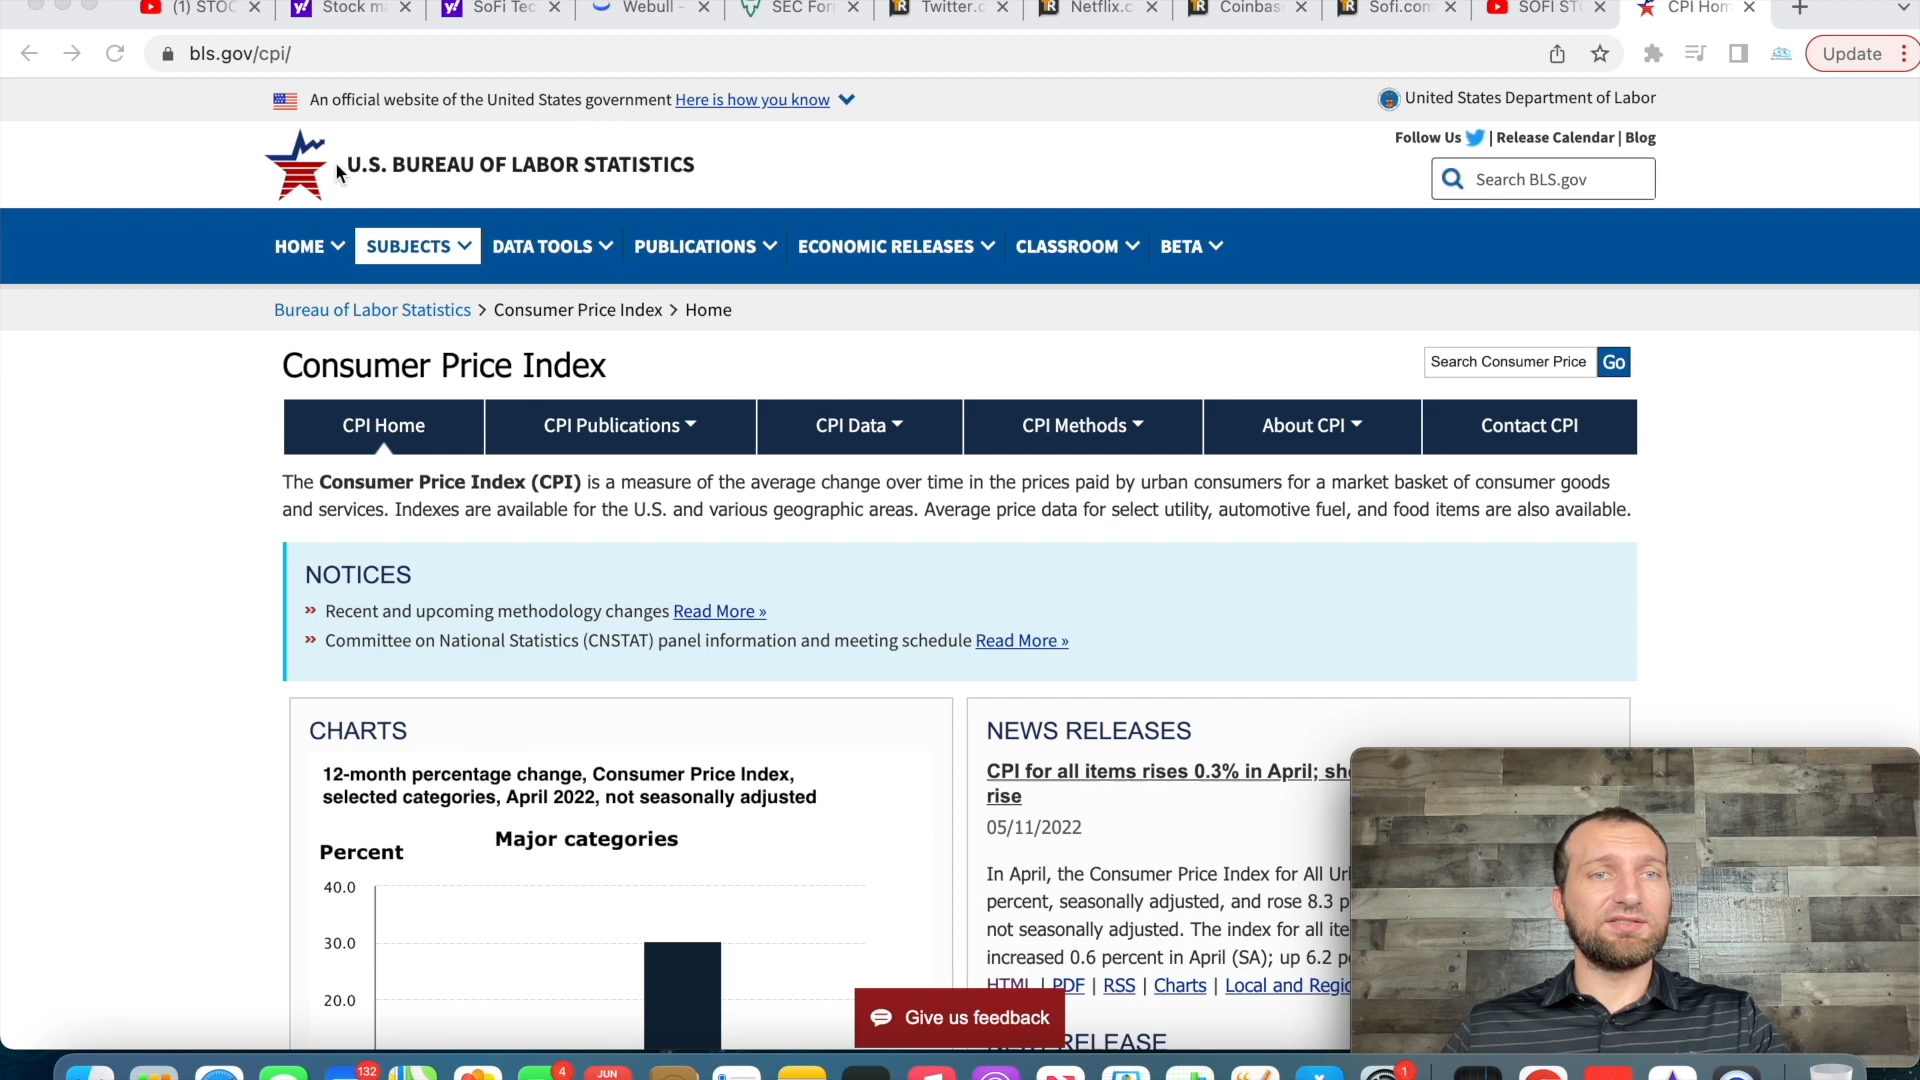 (1) STOC
Stock ma
SoFi Tec
Webull -
SEC For
Twitter.c
Netflix.c
Coinbas
Sofi.com
SOFI ST
CPI Hom
bls.gov/cpi/
Update
An official website of the United States government Here is how you know
United States Department of Labor
Follow Us | Release Calendar | Blog
U.S. BUREAU OF LABOR STATISTICS
Search BLS.gov
HOME SUBJECTS DATA TOOLS PUBLICATIONS ECONOMIC RELEASES CLASSROOM BETA
Bureau of Labor Statistics > Consumer Price Index > Home
Consumer Price Index
Search Consumer Price Go
CPI Home CPI Publications CPI Data CPI Methods About CPI Contact CPI
The Consumer Price Index (CPI) is a measure of the average change over time in the prices paid by urban consumers for a market basket of consumer goods
and services. Indexes are available for the U.S. and various geographic areas. Average price data for select utility, automotive fuel, and food items are also available.
NOTICES
» Recent and upcoming methodology changes Read More »
» Committee on National Statistics (CNSTAT) panel information and meeting schedule Read More »
CHARTS
12-month percentage change, Consumer Price Index,
selected categories, April 2022, not seasonally adjusted
Major categories
Percent
40.0
30.0
20.0
NEWS RELEASES
CPI for all items rises 0.3% in April; sh
rise
05/11/2022
In April, the Consumer Price Index for All Ur
percent, seasonally adjusted, and rose 8.3 p
not seasonally adjusted. The index for all ite
increased 0.6 percent in April (SA); up 6.2 p
HTML | PDF | RSS | Charts | Local and Regio
Give us feedback
RELEASE
132
4
JUN
1